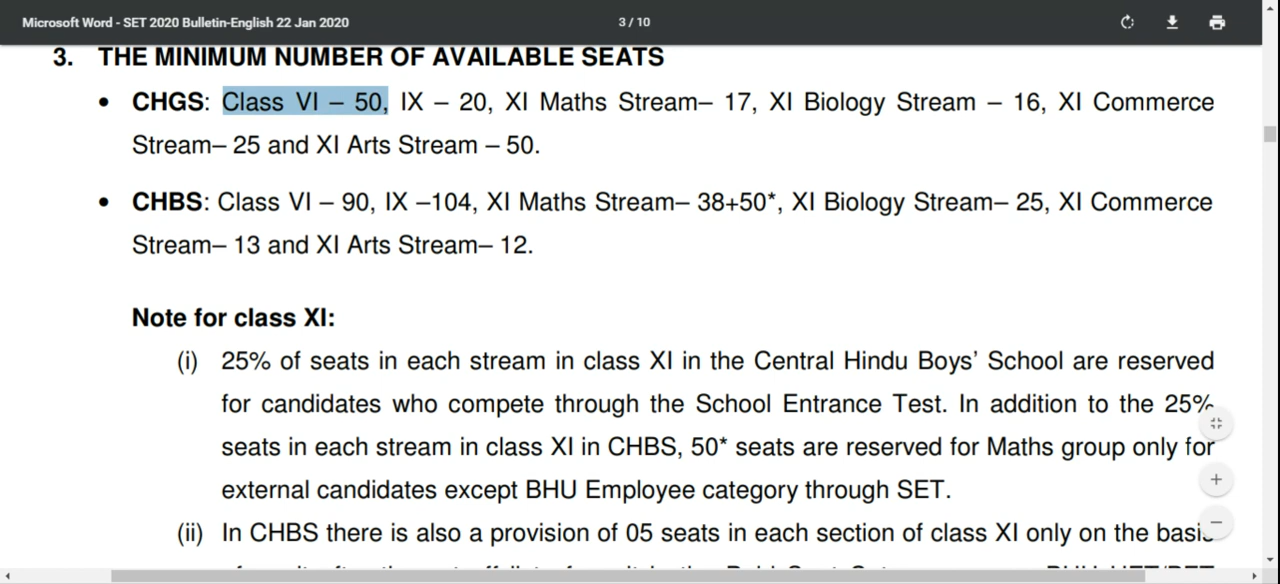 Microsoft Word - SET 2020 Bulletin-English 22 Jan 2020
3 / 10
3. THE MINIMUM NUMBER OF AVAILABLE SEATS
• CHGS: Class VI – 50, IX – 20, XI Maths Stream– 17, XI Biology Stream – 16, XI Commerce
Stream– 25 and XI Arts Stream – 50.
• CHBS: Class VI – 90, IX –104, XI Maths Stream– 38+50*, XI Biology Stream– 25, XI Commerce
Stream– 13 and XI Arts Stream– 12.
Note for class XI:
(i) 25% of seats in each stream in class XI in the Central Hindu Boys’ School are reserved
for candidates who compete through the School Entrance Test. In addition to the 25%
seats in each stream in class XI in CHBS, 50* seats are reserved for Maths group only for
external candidates except BHU Employee category through SET.
(ii) In CHBS there is also a provision of 05 seats in each section of class XI only on the basis